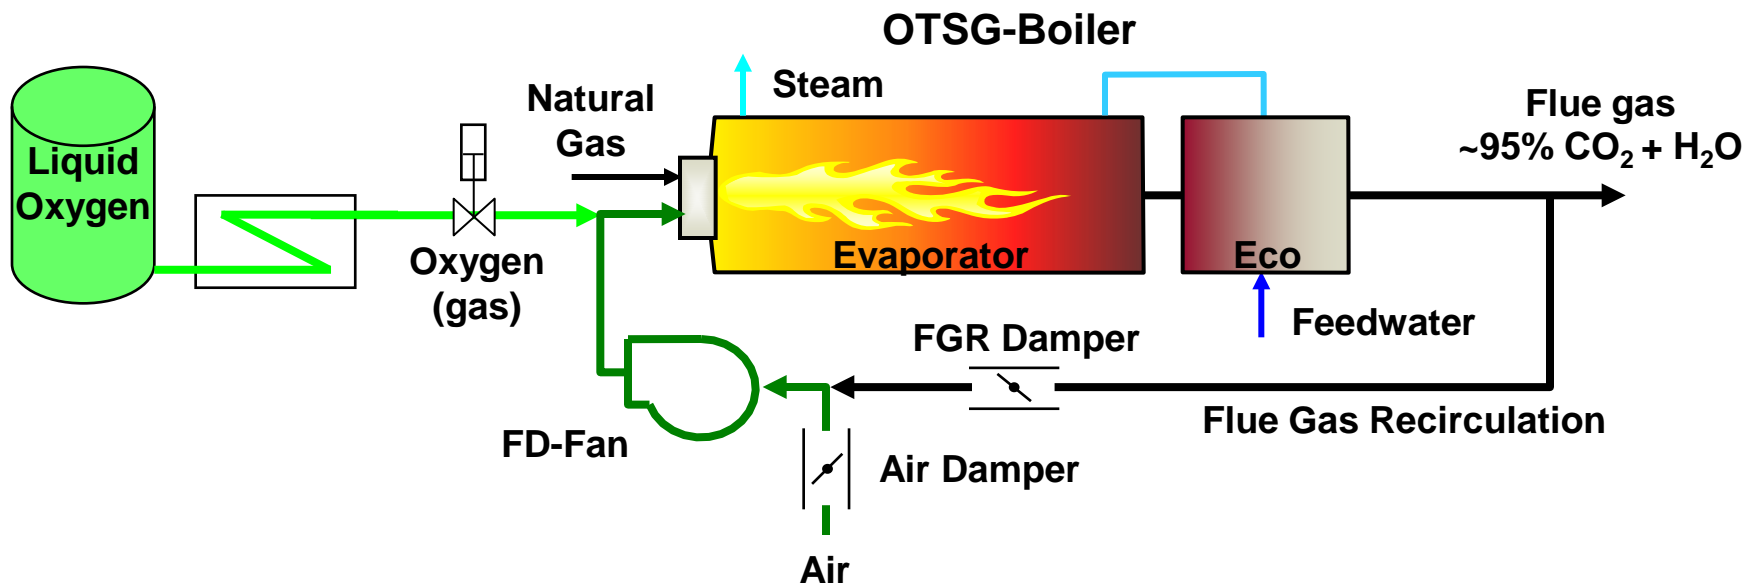 OTSG-Boiler
Steam
Natural
Gas
Flue gas
~95% CO₂ + H₂O
Liquid
Oxygen
Oxygen
(gas)
Evaporator
Eco
Feedwater
FGR Damper
Flue Gas Recirculation
FD-Fan
Air Damper
Air